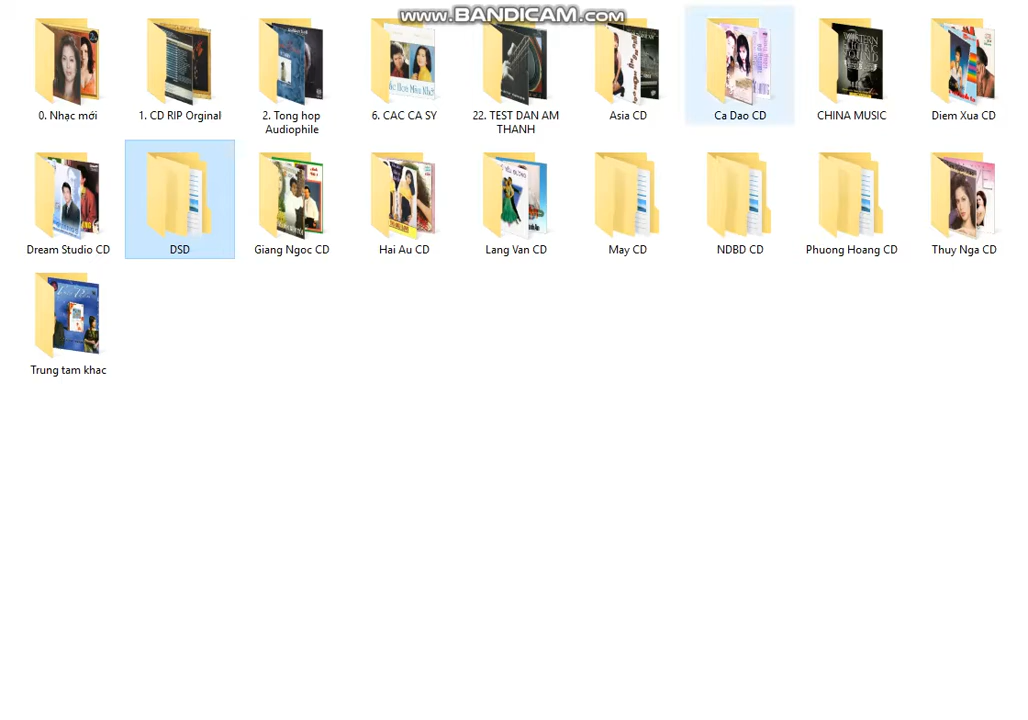 www.BANDICAM.com
0. Nhạc mới
1. CD RIP Orginal
2. Tong hop
Audiophile
6. CAC CA SY
22. TEST DAN AM
THANH
Asia CD
Ca Dao CD
CHINA MUSIC
Diem Xua CD
Dream Studio CD
DSD
Giang Ngoc CD
Hai Au CD
Lang Van CD
May CD
NDBD CD
Phuong Hoang CD
Thuy Nga CD
Trung tam khac